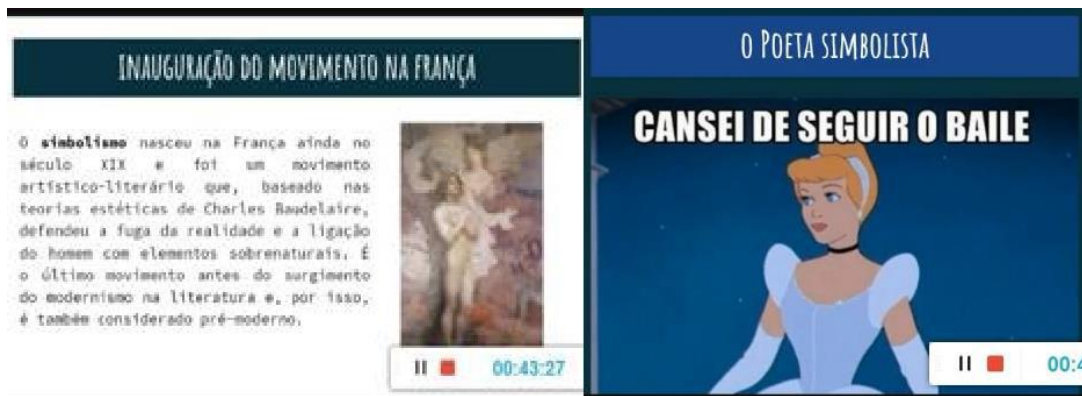 INAUGURAÇÃO DO MOVIMENTO NA FRANÇA
O simbolismo nasceu na França ainda no
século XIX e foi um movimento
artístico-literário que, baseado nas
teorias estéticas de Charles Baudelaire,
defendeu a fuga da realidade e a ligação
do homem com elementos sobrenaturais. É
o último movimento antes do surgimento
do modernismo na literatura e, por isso,
é também considerado pré-moderno.
00:43:27
O POETA SIMBOLISTA
CANSEI DE SEGUIR O BAILE
00:4